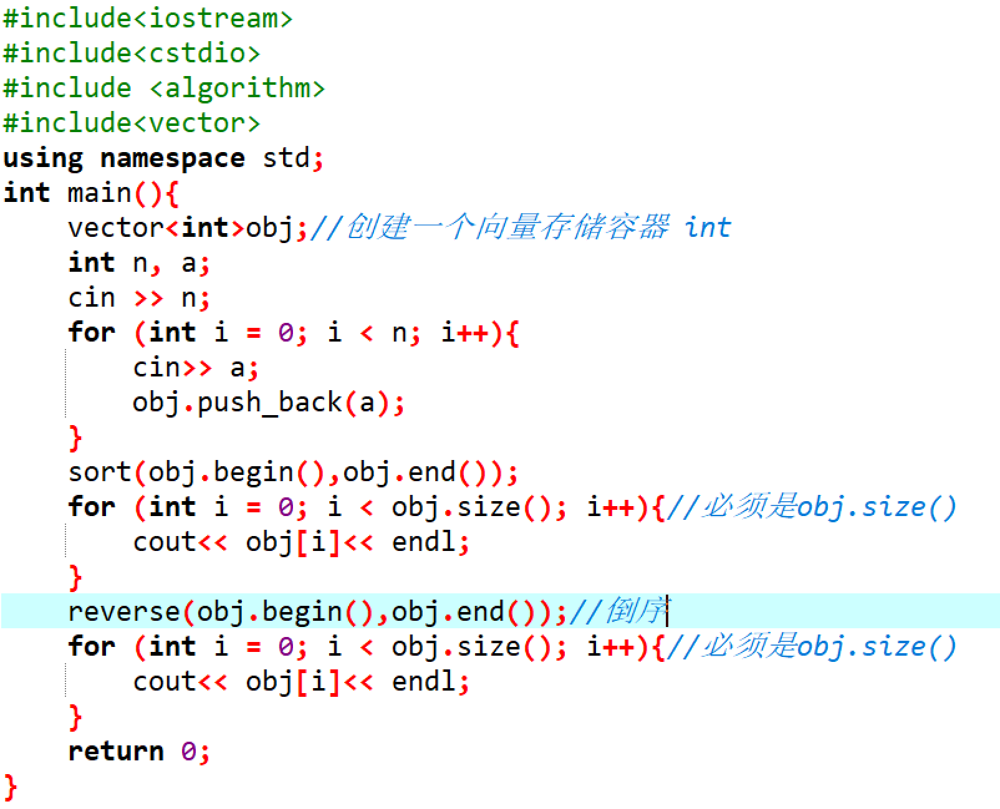 #include<iostream>
#include<cstdio>
#include <algorithm>
#include<vector>
using namespace std;
int main(){
    vector<int>obj;//创建一个向量存储容器 int
    int n, a;
    cin >> n;
    for (int i = 0; i < n; i++){
        cin>> a;
        obj.push_back(a);
    }
    sort(obj.begin(),obj.end());
    for (int i = 0; i < obj.size(); i++){//必须是obj.size()
        cout<< obj[i]<< endl;
    }
    reverse(obj.begin(),obj.end());//倒序
    for (int i = 0; i < obj.size(); i++){//必须是obj.size()
        cout<< obj[i]<< endl;
    }
    return 0;
}